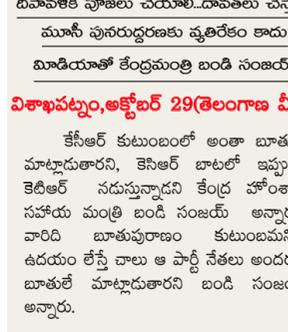 దీపావళికి పూజలు చేయాలి...దావతలు చేస్త
మూసీ పునరుద్దరణకు వ్యతిరేకం కాదు
మీడియాతో కేంద్రమంత్రి బండి సంజయ్
విశాఖపట్నం,అక్టోబర్ 29(తెలంగాణ వీ
కేసీఆర్ కుటుంబంలో అంతా బూతు
మాట్లాడుతారని, కెసిఆర్ బాటలో ఇప్పు
కెటిఆర్ నడుస్తున్నాడని కేంద్ర హోంశా
సహాయ మంత్రి బండి సంజయ్ అన్నార
వారిది బూతుపురాణం కుటుంబమని
ఉదయం లేస్తే చాలు ఆ పార్టీ నేతలు అందర
బూతులే మాట్లాడుతారని బండి సంజ
అన్నారు.